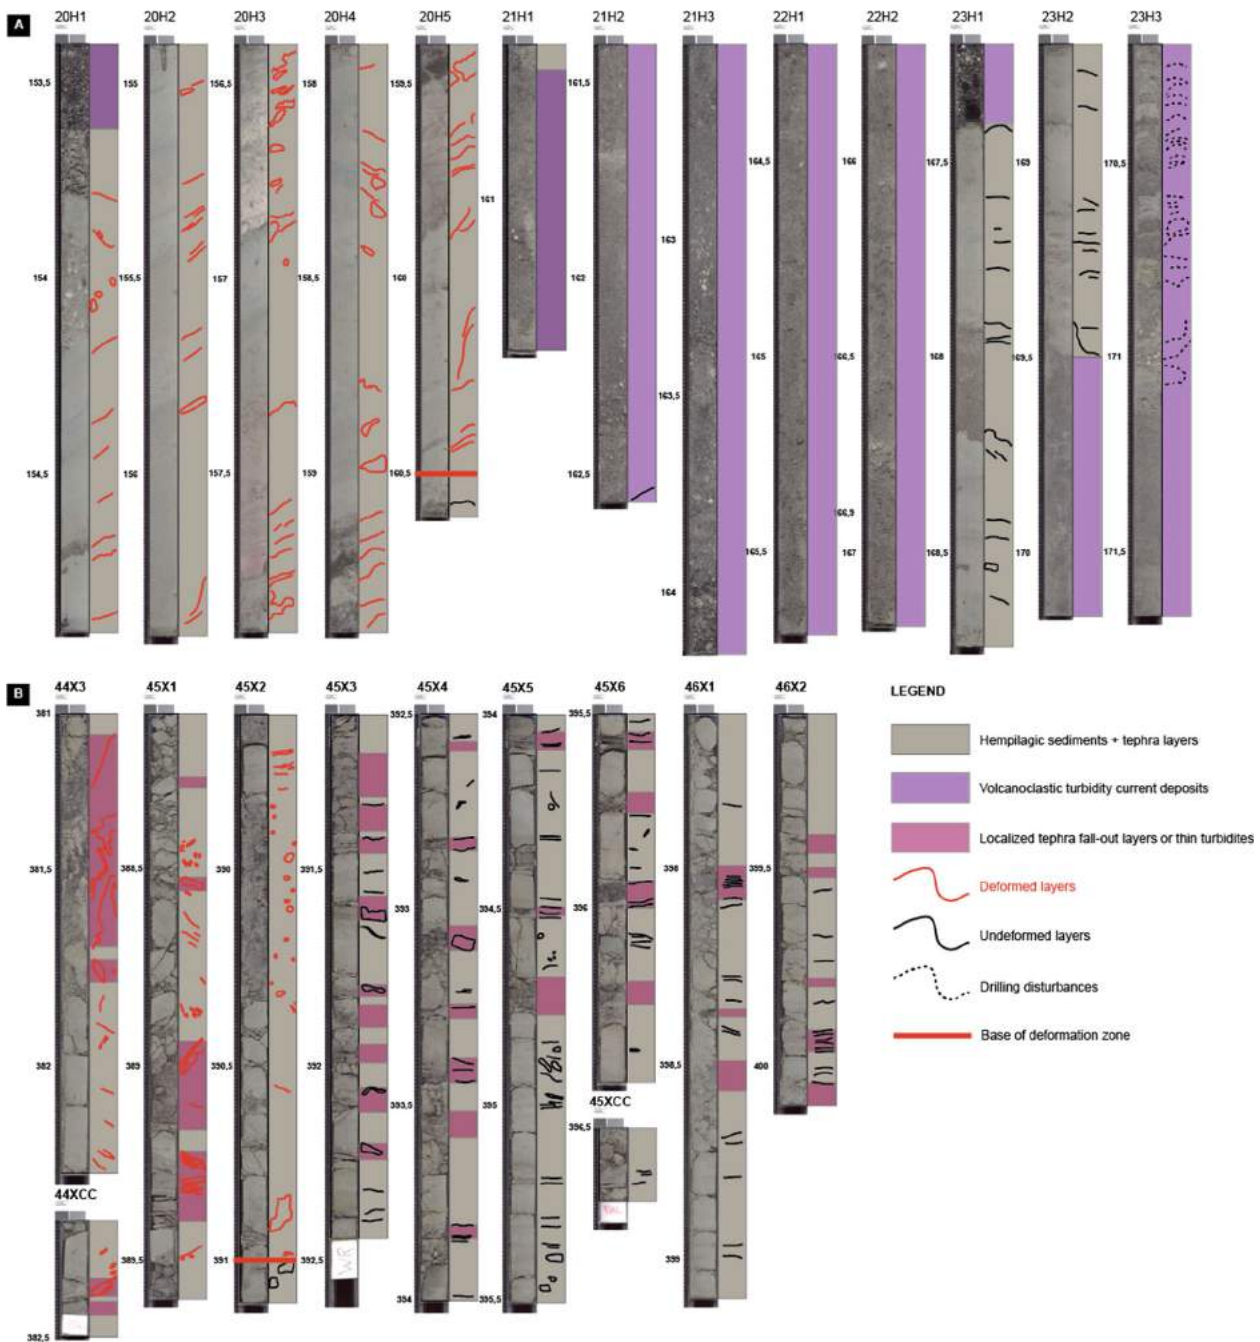 A
20H1 20H2 20H3 20H4 20H5 21H1 21H2 21H3 22H1 22H2 23H1 23H2 23H3
153,5 155 156,5 158 159,5 161,5
164,5 166 167,5 169 170,5
161
163
154 155,5 157 158,5 160 162
165 166,5 168 169,5 171
163,5
154,5 156 157,5 159 160,5 162,5
166,9
165,5 167 168,5 170 171,5
164
B
44X3 45X1 45X2 45X3 45X4 45X5 45X6 46X1 46X2
381 392,5 394 395,5
381,5 388,5 390 391,5 398 399,5
393 394,5 396
382 389 390,5 392 398,5 400
393,5 395
45XCC
396,5
44XCC
389,5 391 392,5 399
WR
394 395,5
382,5
LEGEND
Hempilagic sediments + tephra layers
Volcanoclastic turbidity current deposits
Localized tephra fall-out layers or thin turbidites
Deformed layers
Undeformed layers
Drilling disturbances
Base of deformation zone